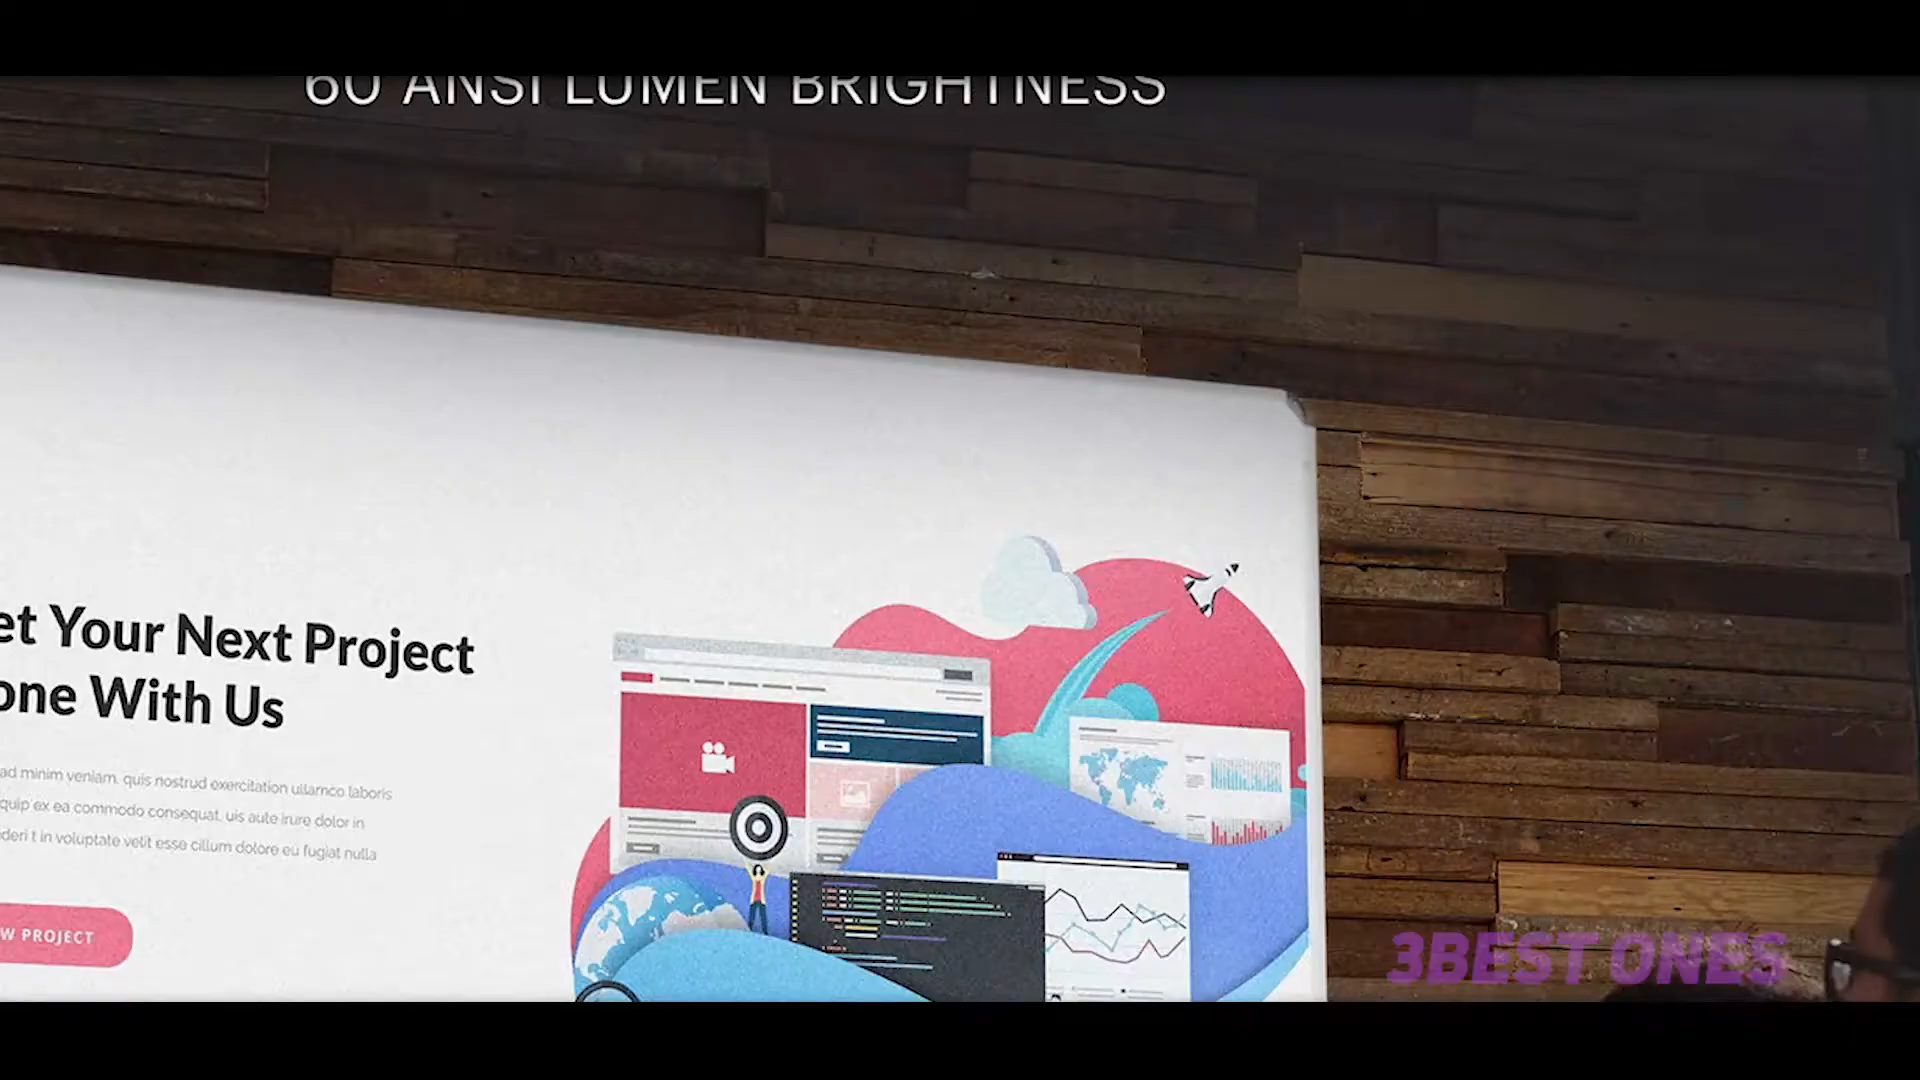 60 ANSI LUMEN BRIGHTNESS
et Your Next Project
one With Us
ad minim veniam, quis nostrud exercitation ullamco laboris
quip ex ea commodo consequat, uis aute irure dolor in
deri t in voluptate velit esse cillum dolore eu fugiat nulla
W PROJECT
3BEST ONES